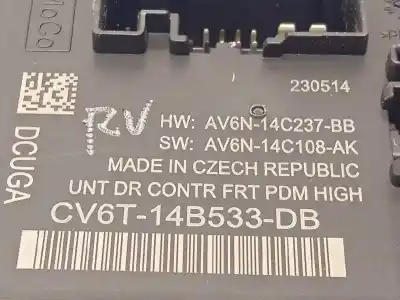 LoCo
230514
RV
HW: AV6N-14C237-BB
SW: AV6N-14C108-AK
DCUGA
MADE IN CZECH REPUBLIC
UNT DR CONTR FRT PDM HIGH
CV6T-14B533-DB